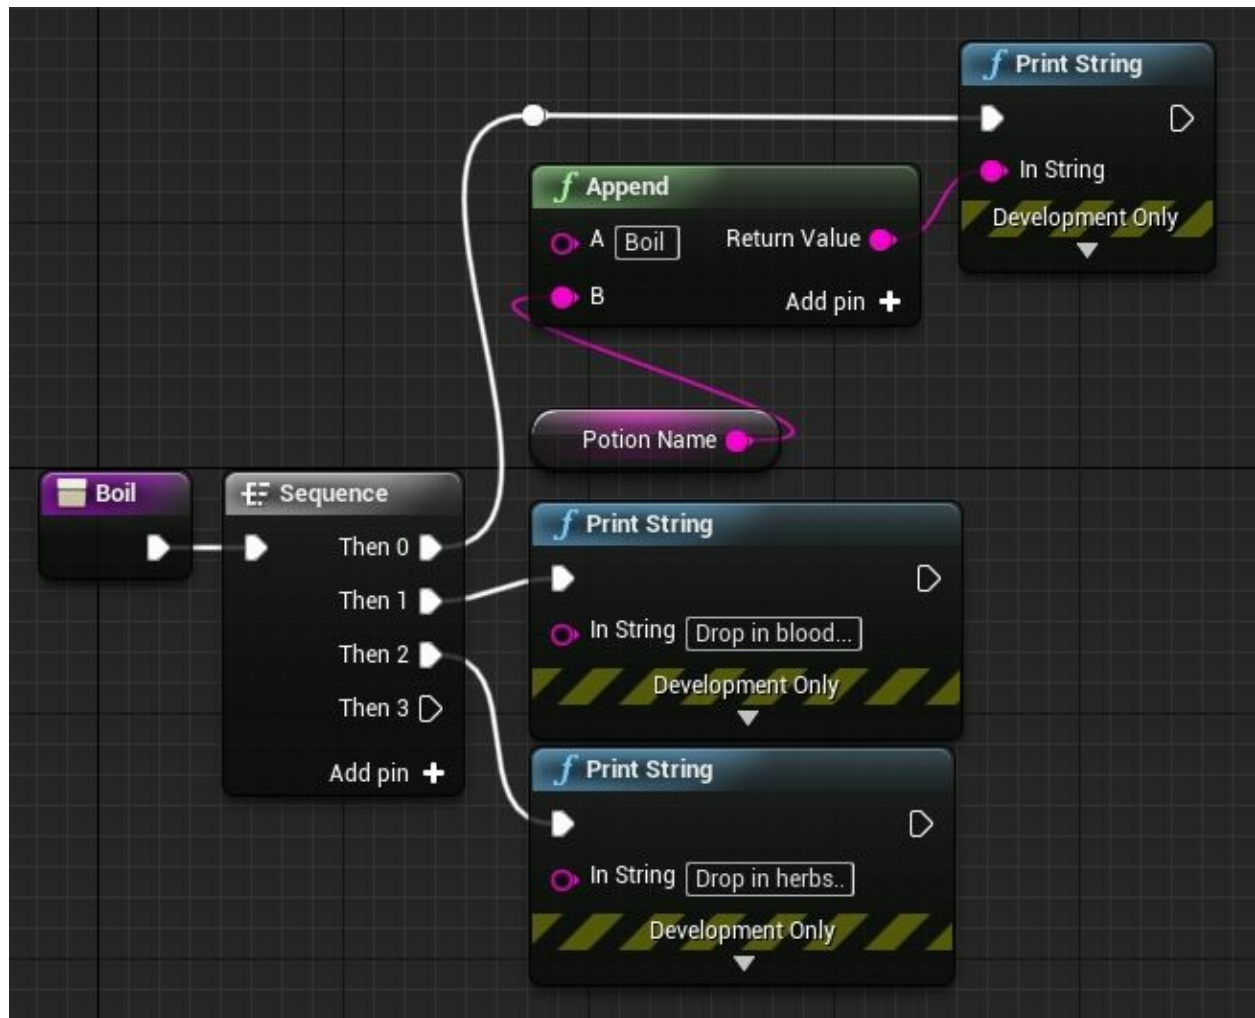 Print String
In String
Development Only
Append
A Boil Return Value
B Add pin
Potion Name
Boil
Sequence
Then 0
Then 1
Then 2
Then 3
Add pin
Print String
In String Drop in blood...
Development Only
Print String
In String Drop in herbs..
Development Only